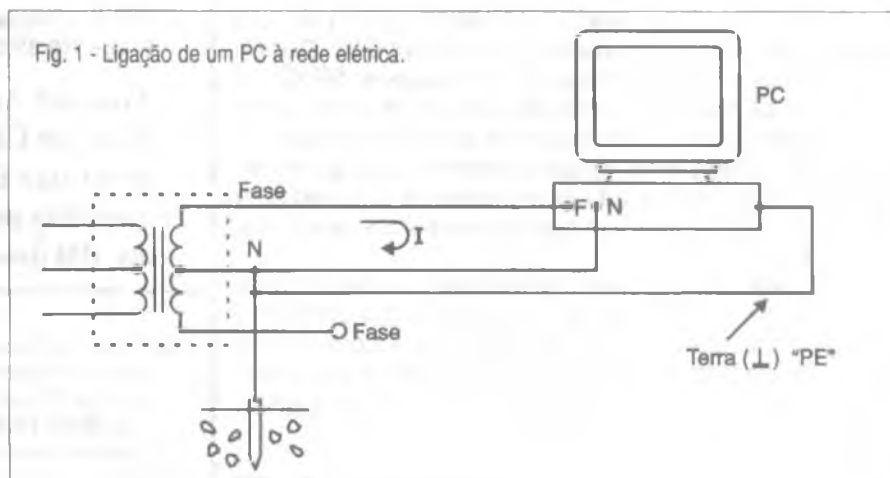 Fig. 1 - Ligação de um PC à rede elétrica.
PC
Fase
F N
I
N
Fase
Terra (⊥) "PE"